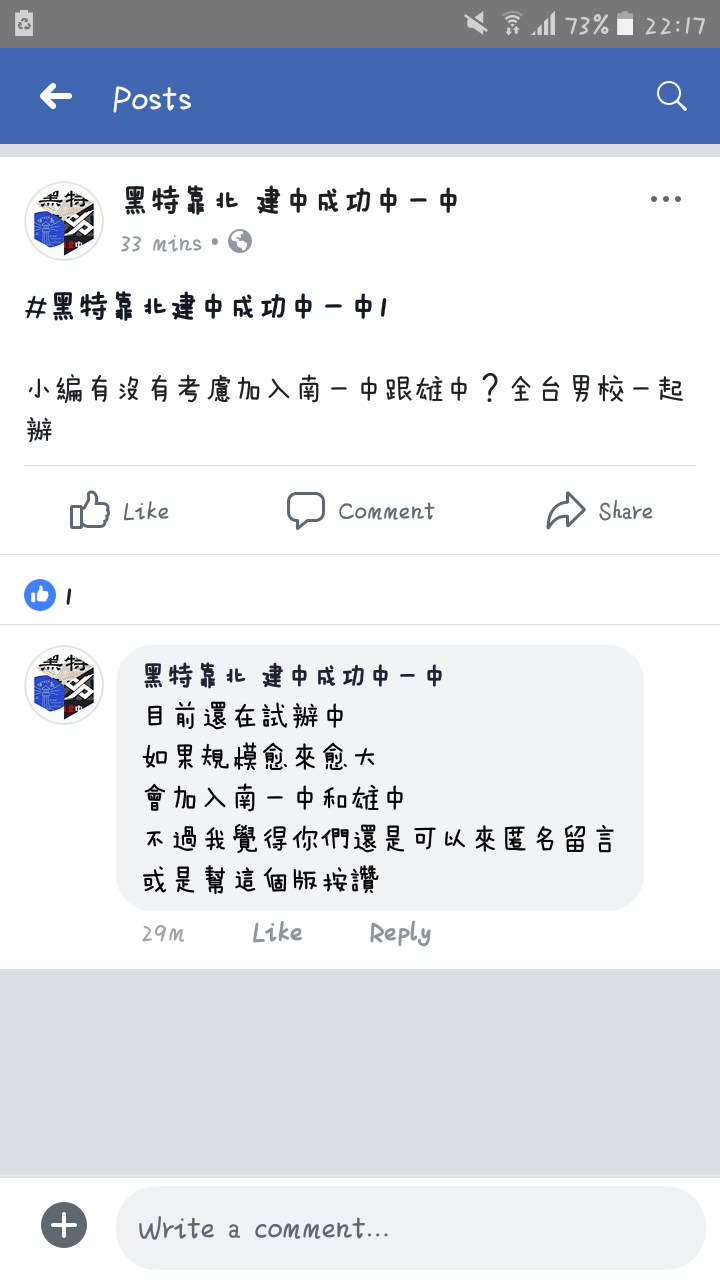 73% 22:17
Posts
黑特靠北 建中成功中一中
33 mins
#黑特靠北建中成功中一中1
小編有沒有考慮加入南一中跟雄中？全台男校一起
辦
Like Comment Share
1
黑特靠北 建中成功中一中
目前還在試辦中
如果規模愈來愈大
會加入南一中和雄中
不過我覺得你們還是可以來匿名留言
或是幫這個版按讚
29m Like Reply
Write a comment...